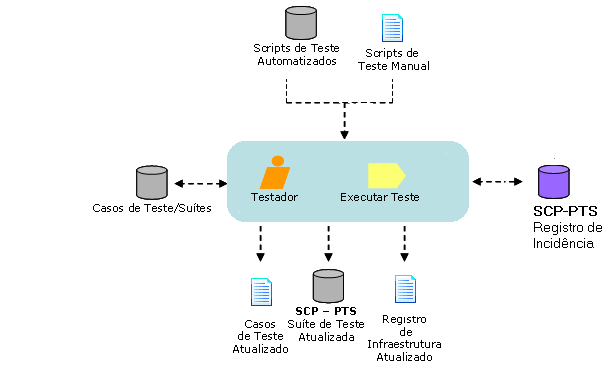 Scripts de Teste
Automatizados
Scripts de
Teste Manual
Testador
Executar Teste
Casos de Teste/Suítes
SCP-PTS
Registro de
Incidência
Casos
de Teste
Atualizado
SCP – PTS
Suíte de Teste
Atualizada
Registro
de
Infraestrutura
Atualizado